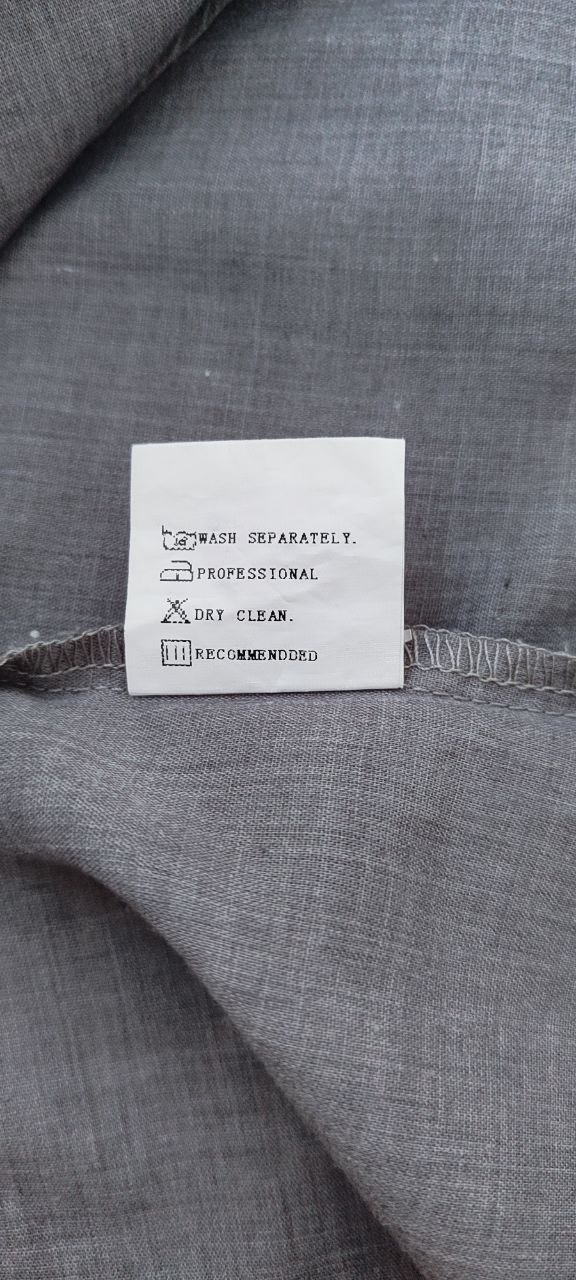 WASH SEPARATELY.
PROFESSIONAL
DRY CLEAN.
RECOMMENDDED